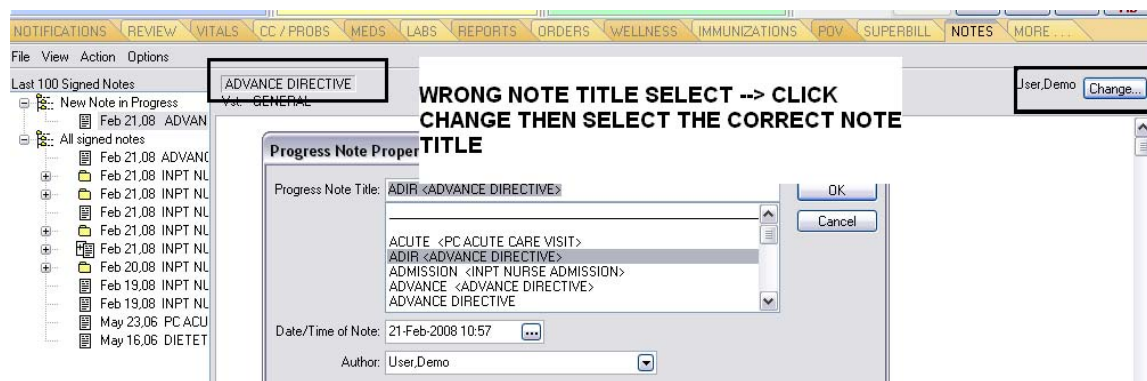 NOTIFICATIONS REVIEW VITALS CC / PROBS MEDS LABS REPORTS ORDERS WELLNESS IMMUNIZATIONS POV SUPERBILL NOTES MORE . . .
File View Action Options
Last 100 Signed Notes
New Note in Progress
Feb 21,08 ADVAN
All signed notes
Feb 21,08 ADVANC
Feb 21,08 INPT NU
Feb 21,08 INPT NU
Feb 21,08 INPT NU
Feb 21,08 INPT NU
Feb 21,08 INPT NU
Feb 20,08 INPT NU
Feb 19,08 INPT NU
Feb 19,08 INPT NU
May 23,06 PC ACU
May 16,06 DIETET
ADVANCE DIRECTIVE
Vst: GENERAL
WRONG NOTE TITLE SELECT --> CLICK
CHANGE THEN SELECT THE CORRECT NOTE
TITLE
User,Demo Change...
Progress Note Proper
Progress Note Title: ADIR <ADVANCE DIRECTIVE>
OK
Cancel
ACUTE <PC ACUTE CARE VISIT>
ADIR <ADVANCE DIRECTIVE>
ADMISSION <INPT NURSE ADMISSION>
ADVANCE <ADVANCE DIRECTIVE>
ADVANCE DIRECTIVE
Date/Time of Note: 21-Feb-2008 10:57 ...
Author: User,Demo